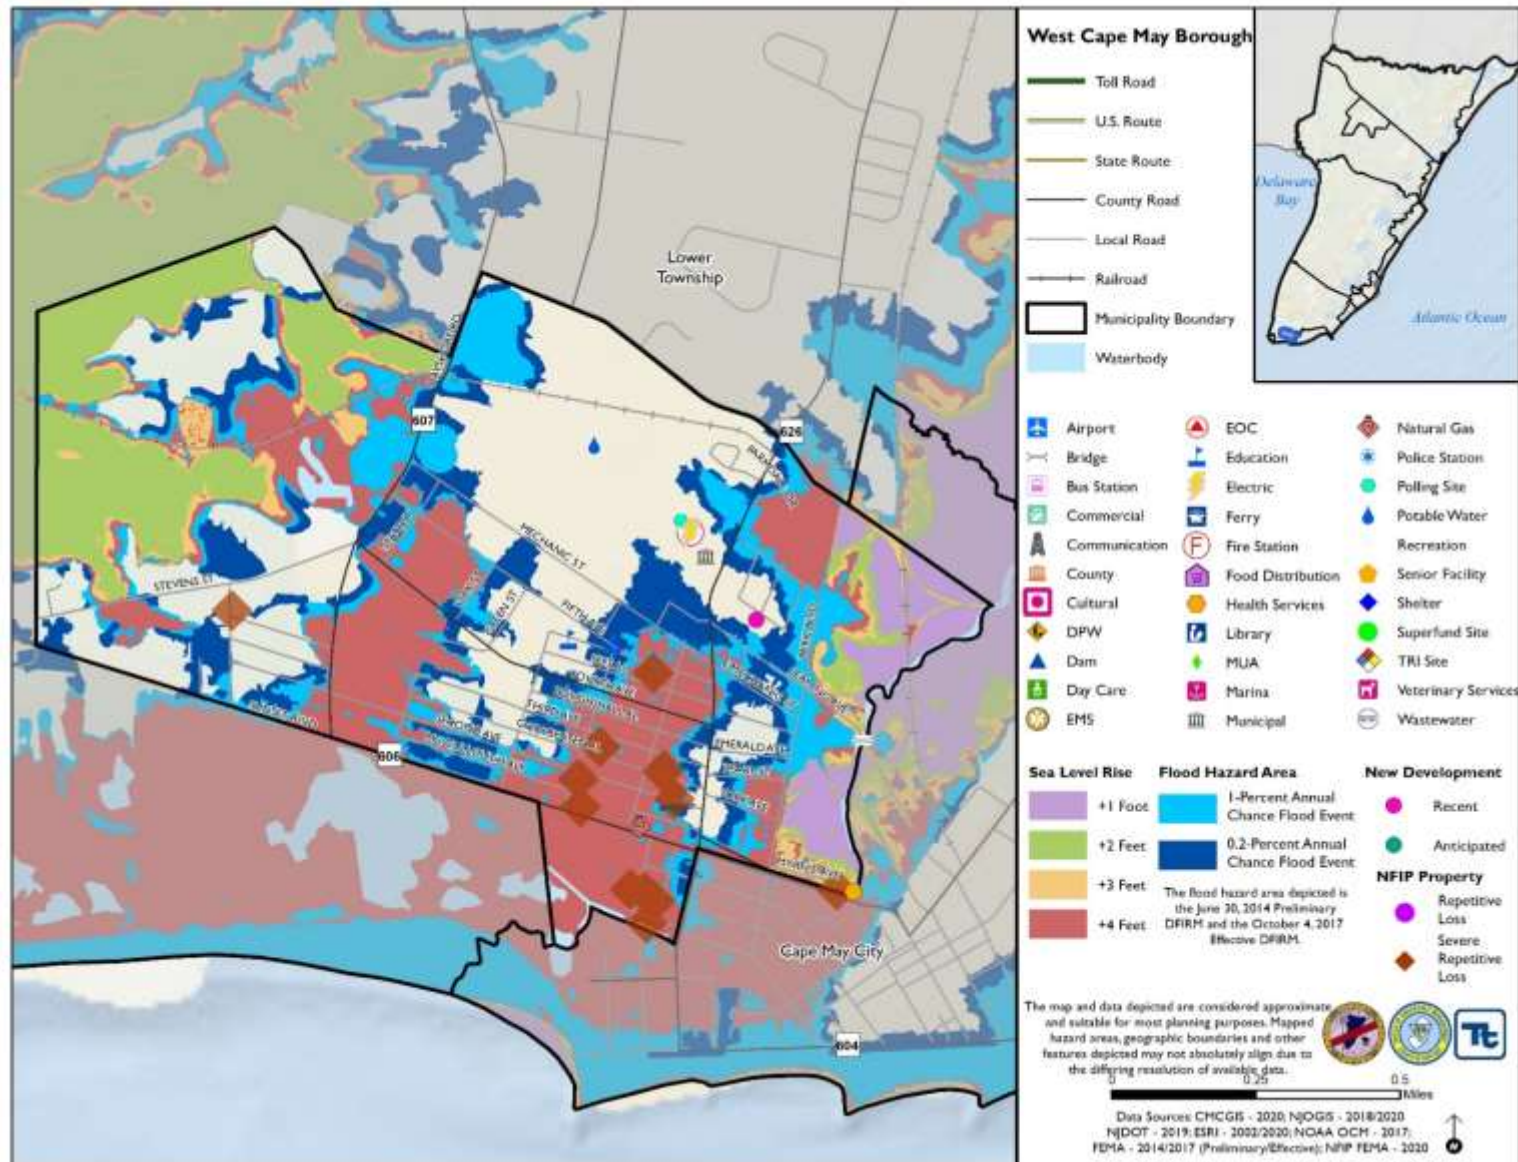 West Cape May Borough
Toll Road
U.S. Route
State Route
County Road
Local Road
Railroad
Municipality Boundary
Waterbody
Delaware
Bay
Atlantic Ocean
Airport
Bridge
Bus Station
Commercial
Communication
County
Cultural
DPW
Dam
Day Care
EMS
EOC
Education
Electric
Ferry
F Fire Station
Food Distribution
Health Services
Library
MUA
Marina
Municipal
Natural Gas
Police Station
Polling Site
Potable Water
Recreation
Senior Facility
Shelter
Superfund Site
TRI Site
Veterinary Services
Wastewater
Sea Level Rise
+1 Foot
+2 Feet
+3 Feet
+4 Feet
Flood Hazard Area
1-Percent Annual
Chance Flood Event
0.2-Percent Annual
Chance Flood Event
The flood hazard area depicted is
the June 30, 2014 Preliminary
DFIRM and the October 4, 2017
Effective DFIRM.
New Development
Recent
Anticipated
NFIP Property
Repetitive
Loss
Severe
Repetitive
Loss
The map and data depicted are considered approximate
and suitable for most planning purposes. Mapped
hazard areas, geographic boundaries and other
features depicted may not absolutely align due to
the differing resolution of available data.
0 0.25 0.5
Miles
Data Sources: CMCGIS - 2020; NJOGIS - 2018/2020
NJDOT - 2019; ESRI - 2002/2020; NOAA OCM - 2017;
FEMA - 2014/2017 (Preliminary/Effective); NFIP FEMA - 2020
N
Lower
Township
607
626
MECHANIC ST
STEVENS ST
FIFTH AVE
THIRD AVE
EMERALD AVE
606
Cape May City
604